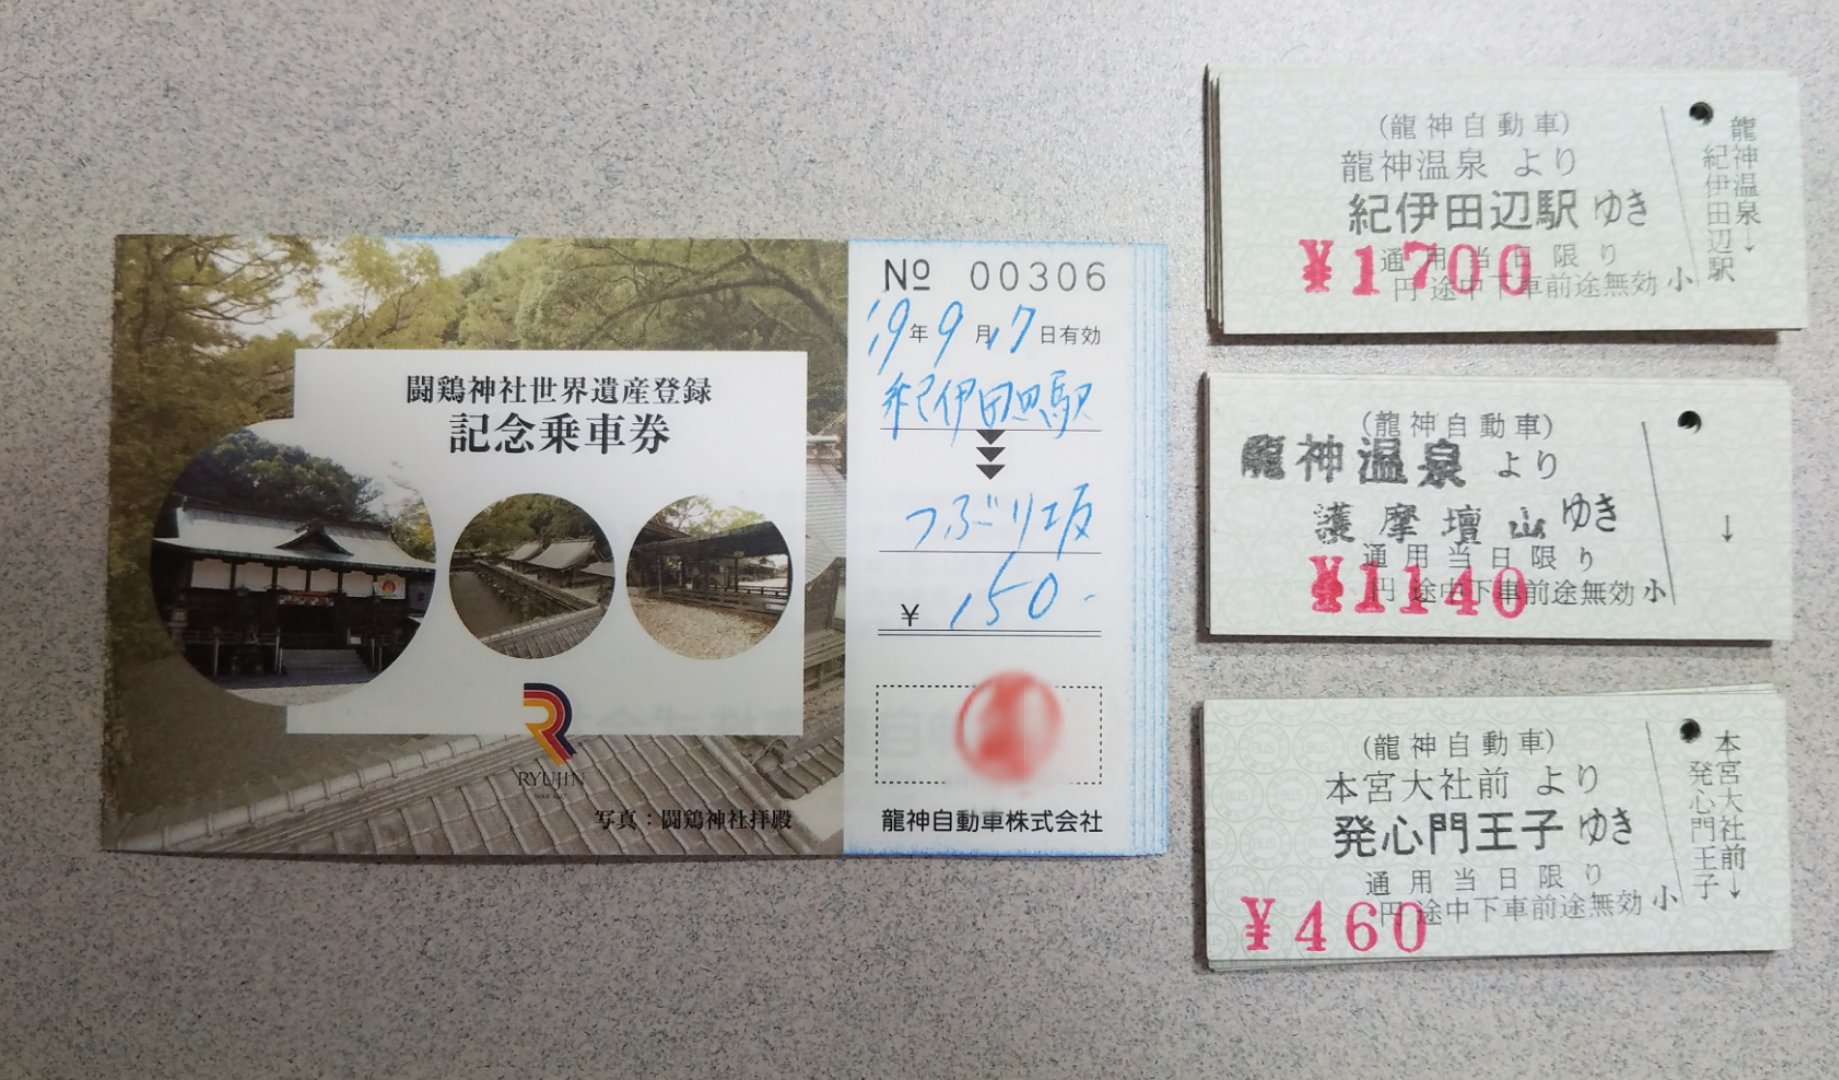 闘鶏神社世界遺産登録
記念乗車券
RYUJIN
写真：闘鶏神社拝殿
Nº 00306
'19年9月17日有効
紀伊田辺駅
つぶり坂
¥ 150-
龍神自動車株式会社
(龍神自動車)
龍神温泉 より
紀伊田辺駅 ゆき
通用当日限り
¥1700
円 途中下車前途無効 小
龍神温泉→
紀伊田辺駅
(龍神自動車)
龍神温泉 より
護摩壇山 ゆき
通用当日限り
¥1140
円 途中下車前途無効 小
↓
(龍神自動車)
本宮大社前 より
発心門王子 ゆき
通用当日限り
¥460
円 途中下車前途無効 小
本宮大社前→
発心門王子